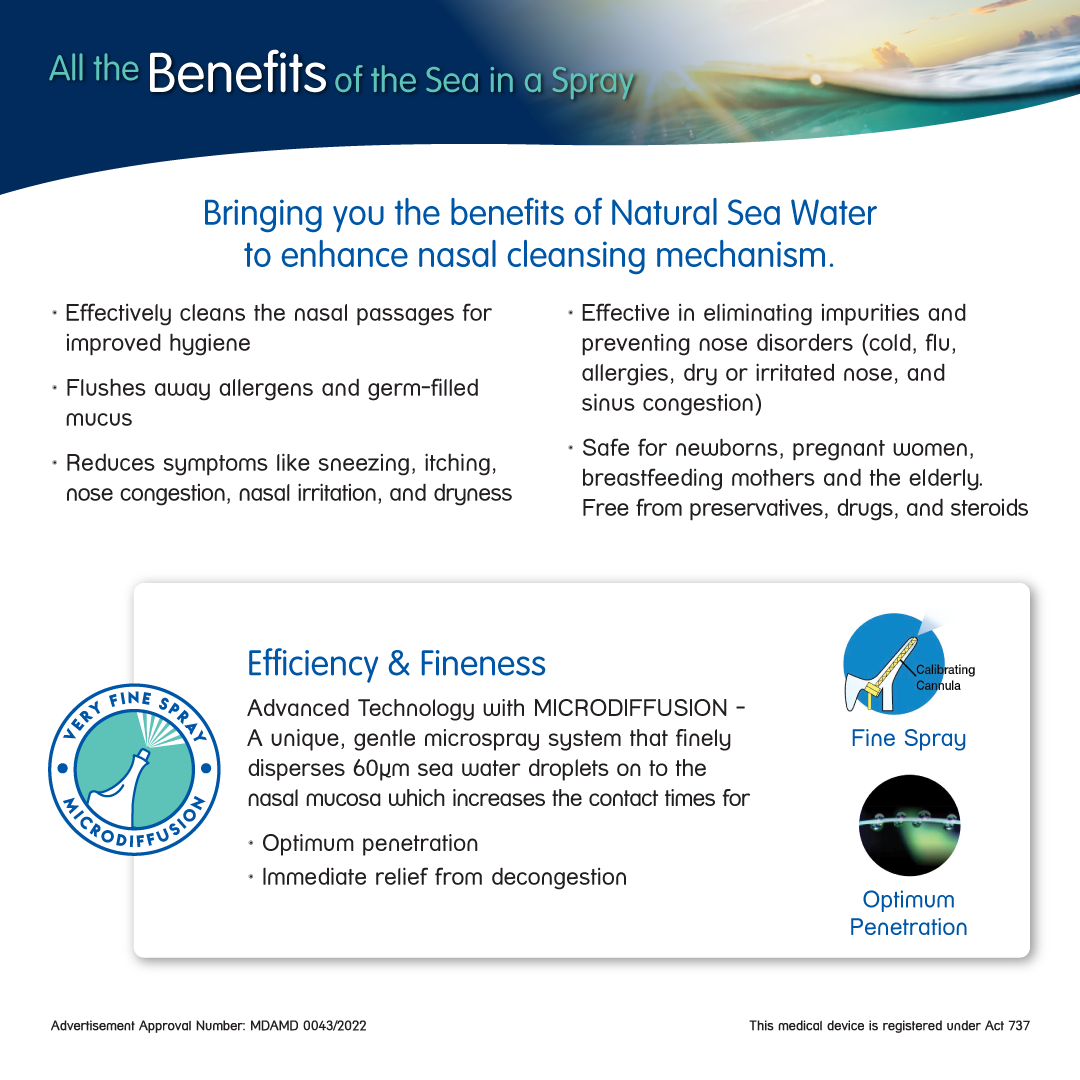 All the Benefits of the Sea in a Spray
Bringing you the benefits of Natural Sea Water
to enhance nasal cleansing mechanism.
• Effectively cleans the nasal passages for
improved hygiene
• Flushes away allergens and germ-filled
mucus
• Reduces symptoms like sneezing, itching,
nose congestion, nasal irritation, and dryness
• Effective in eliminating impurities and
preventing nose disorders (cold, flu,
allergies, dry or irritated nose, and
sinus congestion)
• Safe for newborns, pregnant women,
breastfeeding mothers and the elderly.
Free from preservatives, drugs, and steroids
VERY FINE SPRAY
• MICRODIFFUSION •
Efficiency & Fineness
Advanced Technology with MICRODIFFUSION -
A unique, gentle microspray system that finely
disperses 60μm sea water droplets on to the
nasal mucosa which increases the contact times for
• Optimum penetration
• Immediate relief from decongestion
Calibrating
Cannula
Fine Spray
Optimum
Penetration
Advertisement Approval Number: MDAMD 0043/2022
This medical device is registered under Act 737